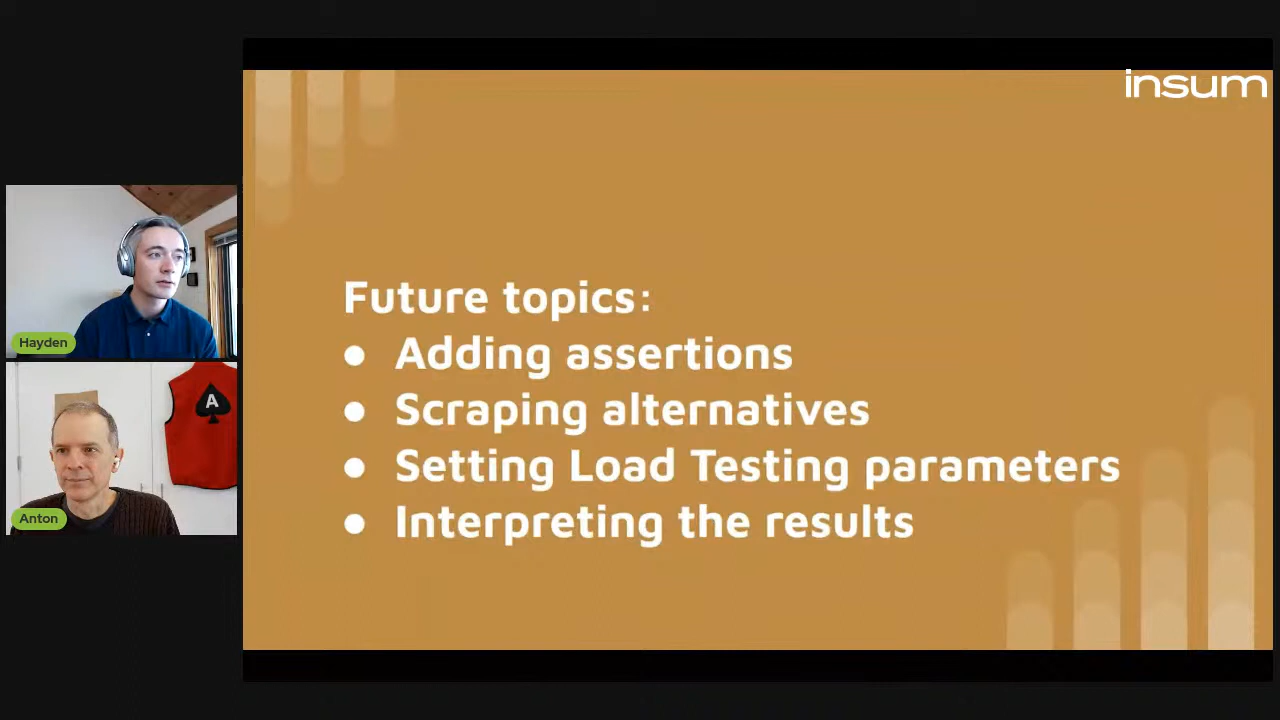 insum
Hayden
A
Anton
Future topics:
● Adding assertions
● Scraping alternatives
● Setting Load Testing parameters
● Interpreting the results